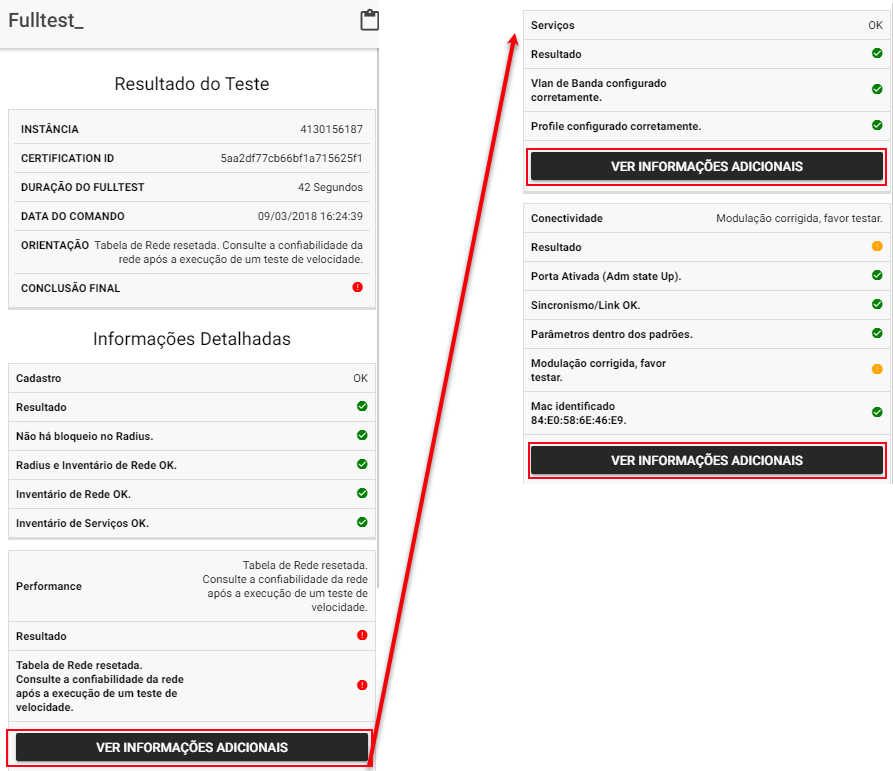 Fulltest_
Resultado do Teste
INSTÂNCIA 4130156187
CERTIFICATION ID 5aa2df77cb66bf1a715625f1
DURAÇÃO DO FULLTEST 42 Segundos
DATA DO COMANDO 09/03/2018 16:24:39
ORIENTAÇÃO Tabela de Rede resetada. Consulte a confiabilidade da
rede após a execução de um teste de velocidade.
CONCLUSÃO FINAL
Informações Detalhadas
Cadastro OK
Resultado
Não há bloqueio no Radius.
Radius e Inventário de Rede OK.
Inventário de Rede OK.
Inventário de Serviços OK.
Performance
Tabela de Rede resetada.
Consulte a confiabilidade da rede
após a execução de um teste de
velocidade.
Resultado
Tabela de Rede resetada.
Consulte a confiabilidade da rede
após a execução de um teste de
velocidade.
VER INFORMAÇÕES ADICIONAIS
Serviços OK
Resultado
Vlan de Banda configurado
corretamente.
Profile configurado corretamente.
VER INFORMAÇÕES ADICIONAIS
Conectividade Modulação corrigida, favor testar.
Resultado
Porta Ativada (Adm state Up).
Sincronismo/Link OK.
Parâmetros dentro dos padrões.
Modulação corrigida, favor
testar.
Mac identificado
84:E0:58:6E:46:E9.
VER INFORMAÇÕES ADICIONAIS